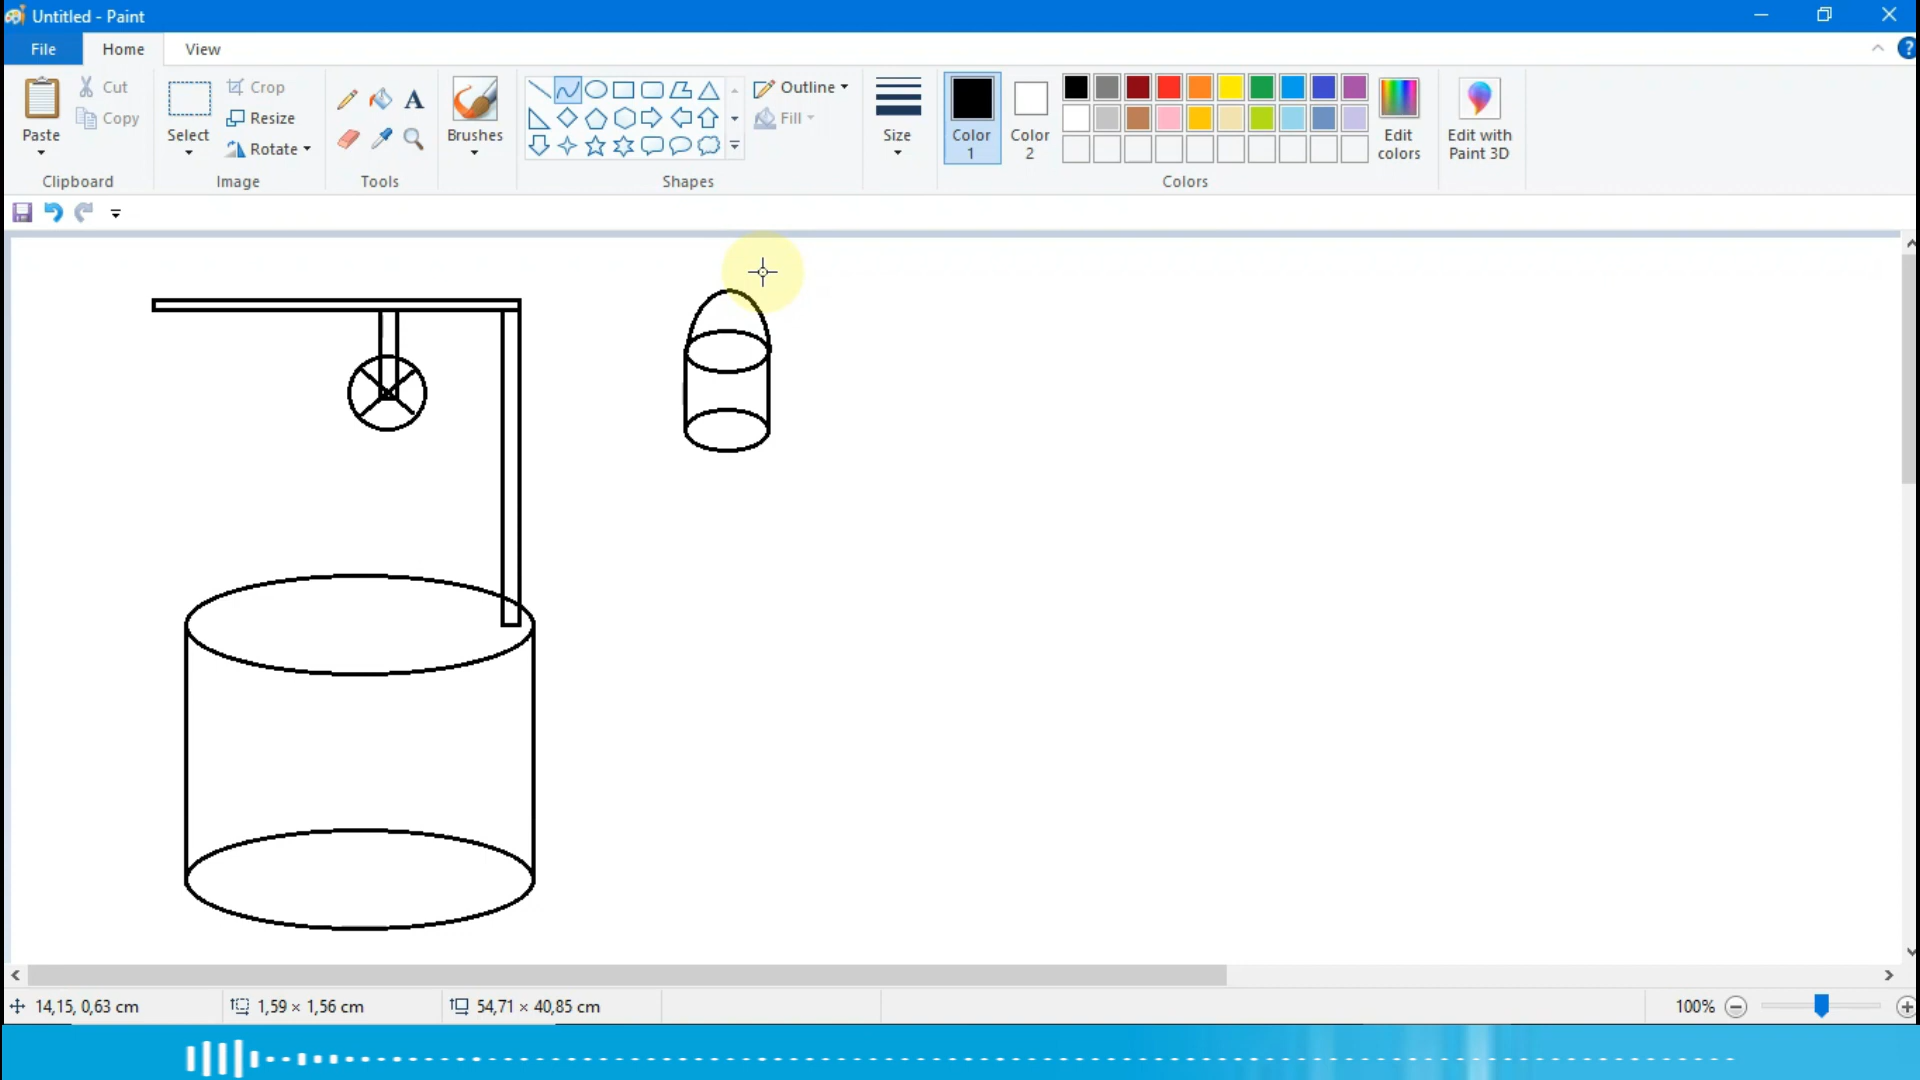 Untitled - Paint
File Home View
Paste
Cut
Copy
Clipboard
Select
Crop
Resize
Rotate
Image
A
Tools
Brushes
Shapes
Outline
Fill
Size
Color 1
Color 2
Colors
Edit colors
Edit with Paint 3D
?
14,15, 0,63 cm
1,59 × 1,56 cm
54,71 × 40,85 cm
100%